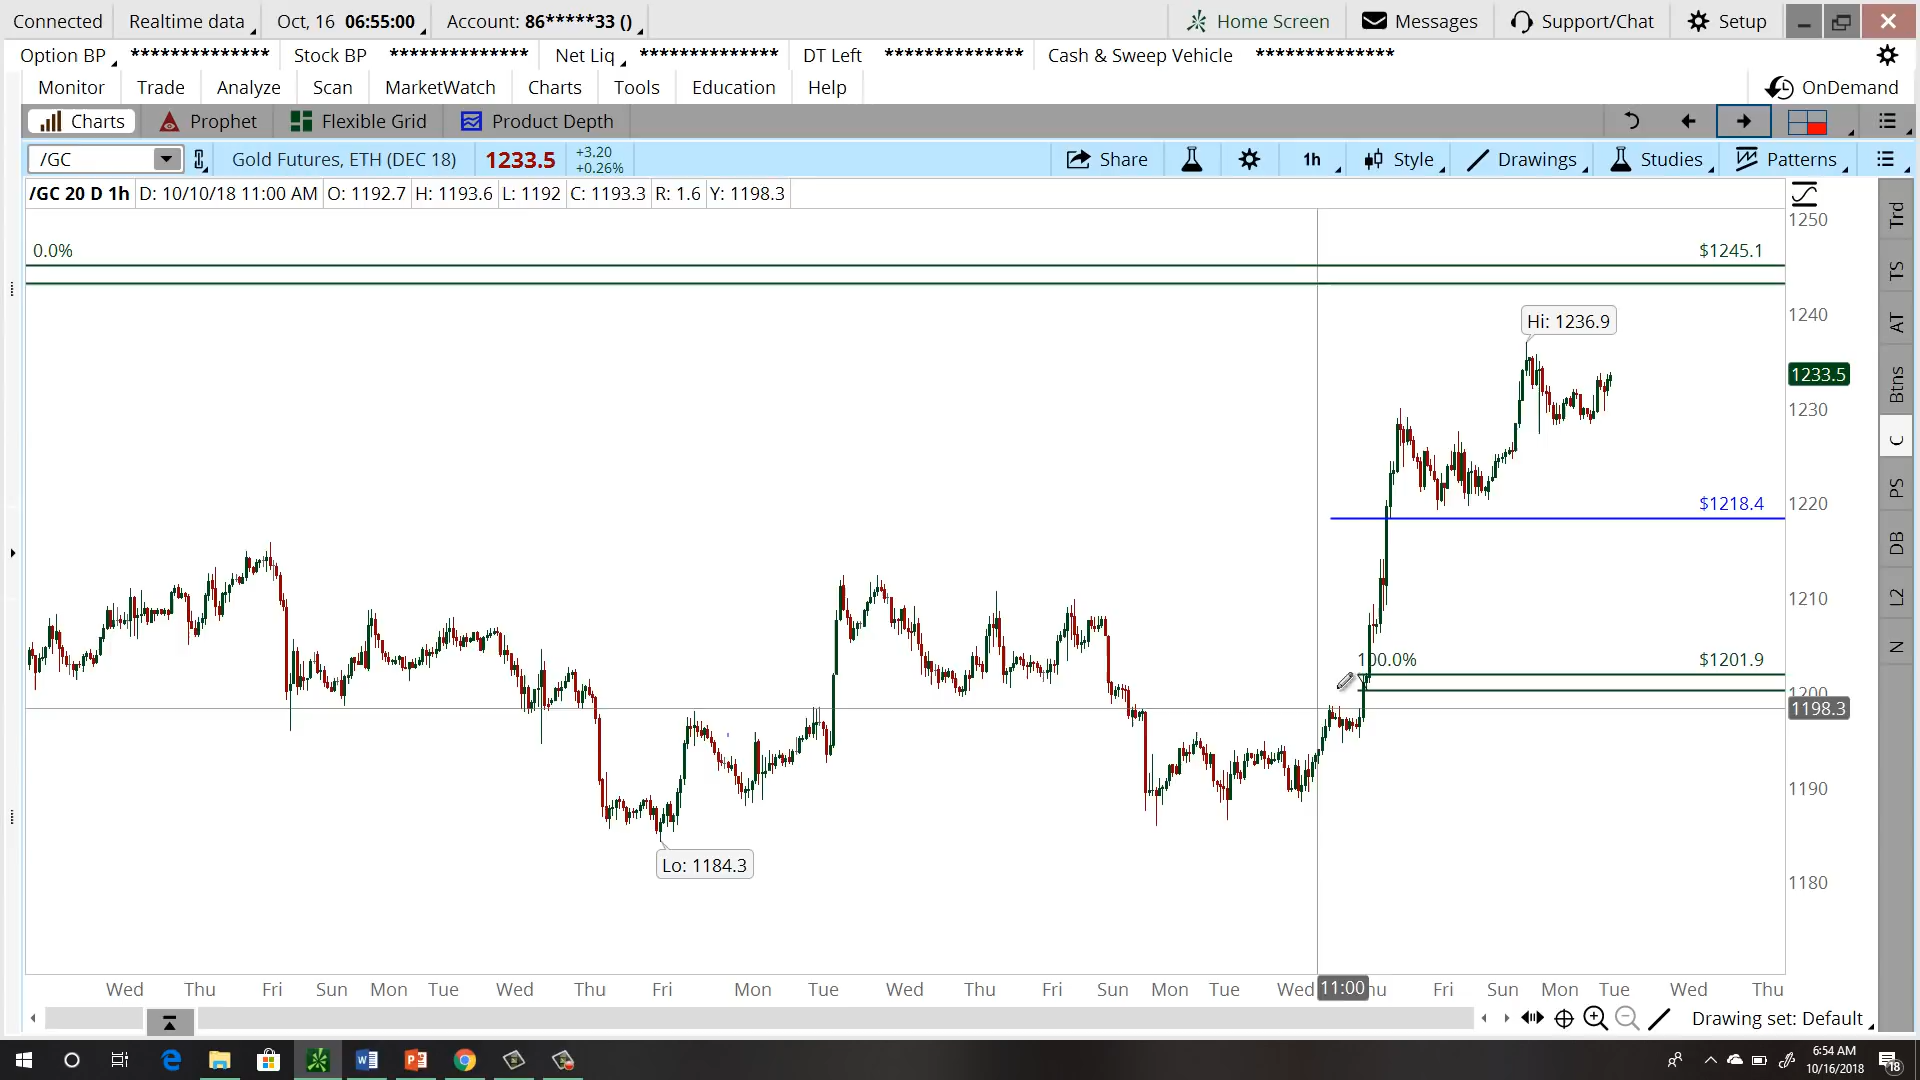 Connected Realtime data Oct, 16 06:55:00 Account: 86*****33 () Home Screen Messages Support/Chat Setup
Option BP ************** Stock BP ************** Net Liq ************** DT Left ************** Cash & Sweep Vehicle **************
Monitor Trade Analyze Scan MarketWatch Charts Tools Education Help OnDemand
Charts Prophet Flexible Grid Product Depth
/GC Gold Futures, ETH (DEC 18) 1233.5 +3.20 Share 1h Style Drawings Studies Patterns
+0.26%
/GC 20 D 1h D: 10/10/18 11:00 AM O: 1192.7 H: 1193.6 L: 1192 C: 1193.3 R: 1.6 Y: 1198.3
Trd
1250
0.0% $1245.1
TS
1240
Hi: 1236.9
AT
1233.5
Btns
1230
C
PS
$1218.4 1220
DB
1210
L2
N
100.0% $1201.9
1200
1198.3
1190
Lo: 1184.3
1180
Wed Thu Fri Sun Mon Tue Wed Thu Fri Mon Tue Wed Thu Fri Sun Mon Tue Wed 11:00 hu Fri Sun Mon Tue Wed Thu
Drawing set: Default
6:54 AM
10/16/2018
18